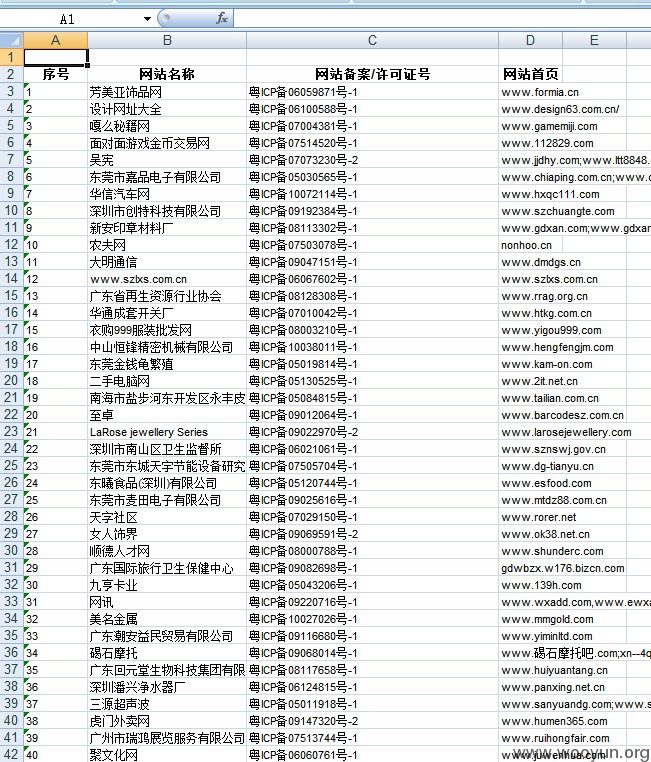 A1
fx
A B C D E
1
2 序号 网站名称 网站备案/许可证号 网站首页
3 1 芳美亚饰品网 粤ICP备06059871号-1 www.formia.cn
4 2 设计网址大全 粤ICP备06100588号-1 www.design63.com.cn/
5 3 嘎么秘籍网 粤ICP备07004381号-1 www.gamemiji.com
6 4 面对面游戏金币交易网 粤ICP备07514520号-1 www.112829.com
7 5 吴宪 粤ICP备07073230号-2 www.jjdhy.com;www.ltt8848.
8 6 东莞市嘉品电子有限公司 粤ICP备05030565号-1 www.chiaping.com.cn;www.c
9 7 华信汽车网 粤ICP备10072114号-1 www.hxqc111.com
10 8 深圳市创特科技有限公司 粤ICP备09192384号-1 www.szchuangte.com
11 9 新安印章材料厂 粤ICP备08113302号-1 www.gdxan.com;www.gdxan
12 10 农夫网 粤ICP备07503078号-1 nonhoo.cn
13 11 大明通信 粤ICP备09047151号-1 www.dmdgs.cn
14 12 www.szlxs.com.cn 粤ICP备06067602号-1 www.szlxs.com.cn
15 13 广东省再生资源行业协会 粤ICP备08128308号-1 www.rrag.org.cn
16 14 华通成套开关厂 粤ICP备07010042号-1 www.htkg.com.cn
17 15 衣购999服装批发网 粤ICP备08003210号-1 www.yigou999.com
18 16 中山恒锋精密机械有限公司 粤ICP备10038011号-1 www.hengfengjm.com
19 17 东莞金钱龟繁殖 粤ICP备05019814号-1 www.kam-on.com
20 18 二手电脑网 粤ICP备05130525号-1 www.2it.net.cn
21 19 南海市盐步河东开发区永丰皮 粤ICP备05084815号-1 www.tailian.com.cn
22 20 至卓 粤ICP备09012064号-1 www.barcodesz.com.cn
23 21 LaRose jewellery Series 粤ICP备09022970号-2 www.larosejewellery.com
24 22 深圳市南山区卫生监督所 粤ICP备06021061号-1 www.sznswj.gov.cn
25 23 东莞市东城天宇节能设备研究 粤ICP备07505704号-1 www.dg-tianyu.cn
26 24 东曦食品(深圳)有限公司 粤ICP备05120744号-1 www.esfood.com
27 25 东莞市麦田电子有限公司 粤ICP备09025616号-1 www.mtdz88.com.cn
28 26 天字社区 粤ICP备07029150号-1 www.rorer.net
29 27 女人饰界 粤ICP备09069591号-2 www.ok38.net.cn
30 28 顺德人才网 粤ICP备08000788号-1 www.shunderc.com
31 29 广东国际旅行卫生保健中心 粤ICP备09082698号-1 gdwbzx.w176.bizcn.com
32 30 九亨卡业 粤ICP备05043206号-1 www.139h.com
33 31 网讯 粤ICP备09220716号-1 www.wxadd.com,www.ewxa
34 32 美名金属 粤ICP备10027026号-1 www.mmgold.com
35 33 广东潮安益民贸易有限公司 粤ICP备09116680号-1 www.yiminltd.com
36 34 碣石摩托 粤ICP备09068014号-1 www.碣石摩托吧.com;xn--4q
37 35 广东回元堂生物科技集团有限 粤ICP备08117658号-1 www.huiyuantang.cn
38 36 深圳潘兴净水器厂 粤ICP备06124815号-1 www.panxing.net.cn
39 37 三源超声波 粤ICP备05011918号-1 www.sanyuandg.com;www.s
40 38 虎门外卖网 粤ICP备09147320号-2 www.humen365.com
41 39 广州市瑞鸿展览服务有限公司 粤ICP备07513744号-1 www.ruihongfair.com
42 40 聚文化网 粤ICP备06060761号-1 www.juwenhua.com
www.wooyun.org